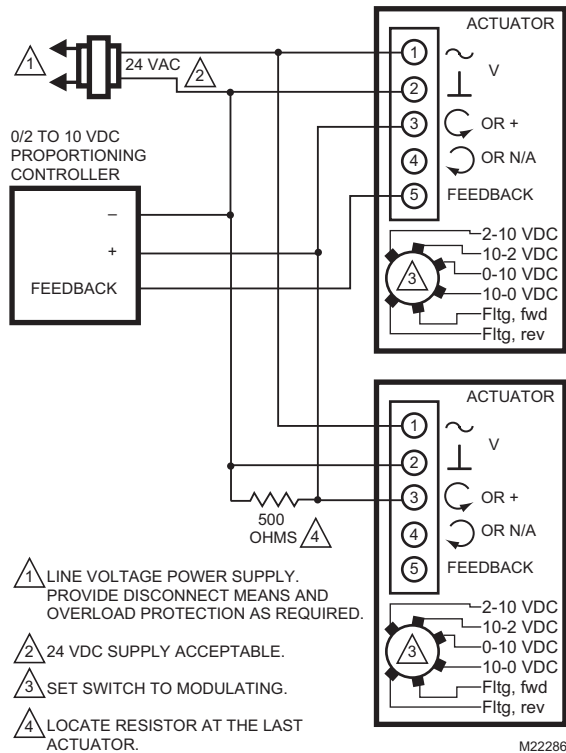 1
24 VAC
2
0/2 TO 10 VDC
PROPORTIONING
CONTROLLER
–
+
FEEDBACK
ACTUATOR
1
V
2
3
OR +
4
OR N/A
5
FEEDBACK
2-10 VDC
10-2 VDC
0-10 VDC
10-0 VDC
Fltg, fwd
Fltg, rev
3
ACTUATOR
1
V
2
3
OR +
4
OR N/A
5
FEEDBACK
2-10 VDC
10-2 VDC
0-10 VDC
10-0 VDC
Fltg, fwd
Fltg, rev
3
500
OHMS
4
1 LINE VOLTAGE POWER SUPPLY.
PROVIDE DISCONNECT MEANS AND
OVERLOAD PROTECTION AS REQUIRED.
2 24 VDC SUPPLY ACCEPTABLE.
3 SET SWITCH TO MODULATING.
4 LOCATE RESISTOR AT THE LAST
ACTUATOR.
M22286